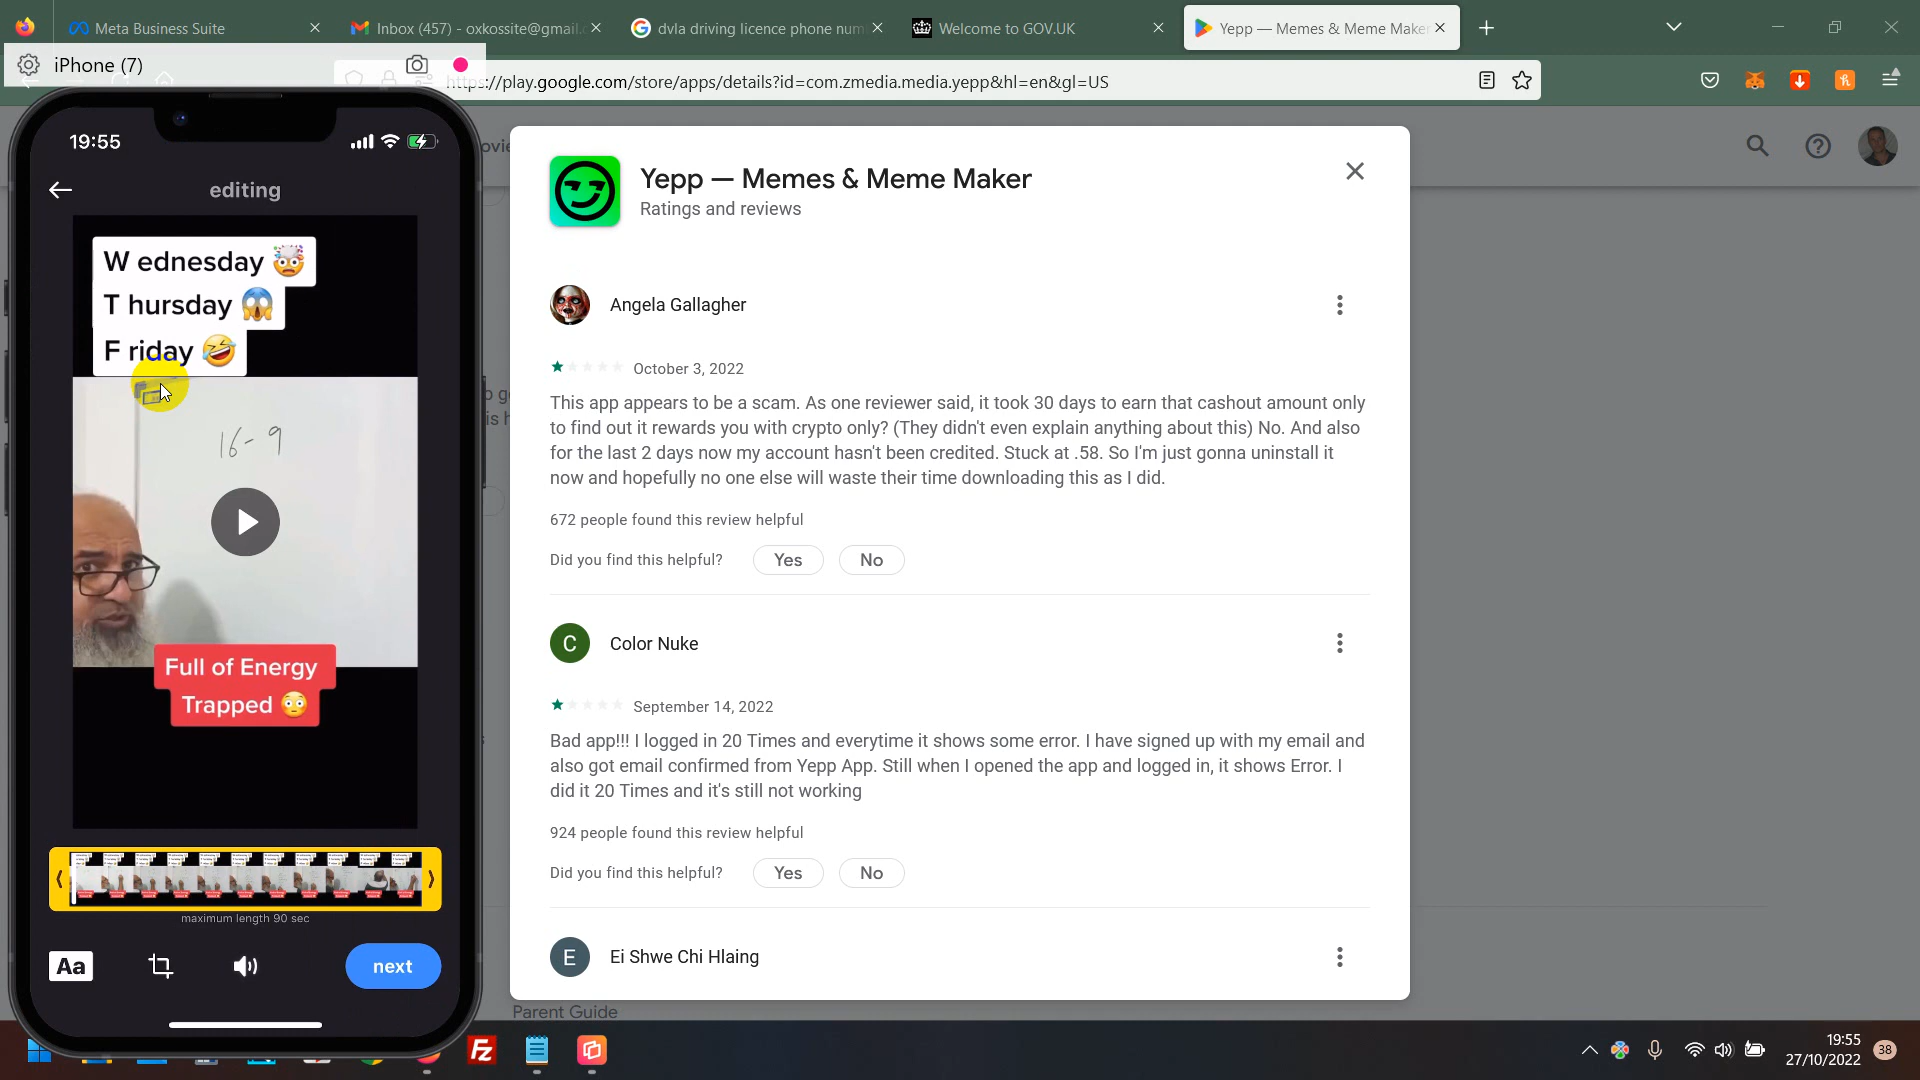 Meta Business Suite
Inbox (457) - oxkossite@gmail.c
dvla driving licence phone num
Welcome to GOV.UK
Yepp — Memes & Meme Maker
iPhone (7)
https://play.google.com/store/apps/details?id=com.zmedia.media.yepp&hl=en&gl=US
19:55
editing
W ednesday 🤯
T hursday 😱
F riday 🤣
16 - 9
Full of Energy
Trapped 😳
maximum length 90 sec
Aa
next
Yepp — Memes & Meme Maker
Ratings and reviews
Angela Gallagher
October 3, 2022
This app appears to be a scam. As one reviewer said, it took 30 days to earn that cashout amount only
to find out it rewards you with crypto only? (They didn't even explain anything about this) No. And also
for the last 2 days now my account hasn't been credited. Stuck at .58. So I'm just gonna uninstall it
now and hopefully no one else will waste their time downloading this as I did.
672 people found this review helpful
Did you find this helpful?
Yes
No
C
Color Nuke
September 14, 2022
Bad app!!! I logged in 20 Times and everytime it shows some error. I have signed up with my email and
also got email confirmed from Yepp App. Still when I opened the app and logged in, it shows Error. I
did it 20 Times and it's still not working
924 people found this review helpful
Did you find this helpful?
Yes
No
E
Ei Shwe Chi Hlaing
Parent Guide
Fz
19:55
27/10/2022
38